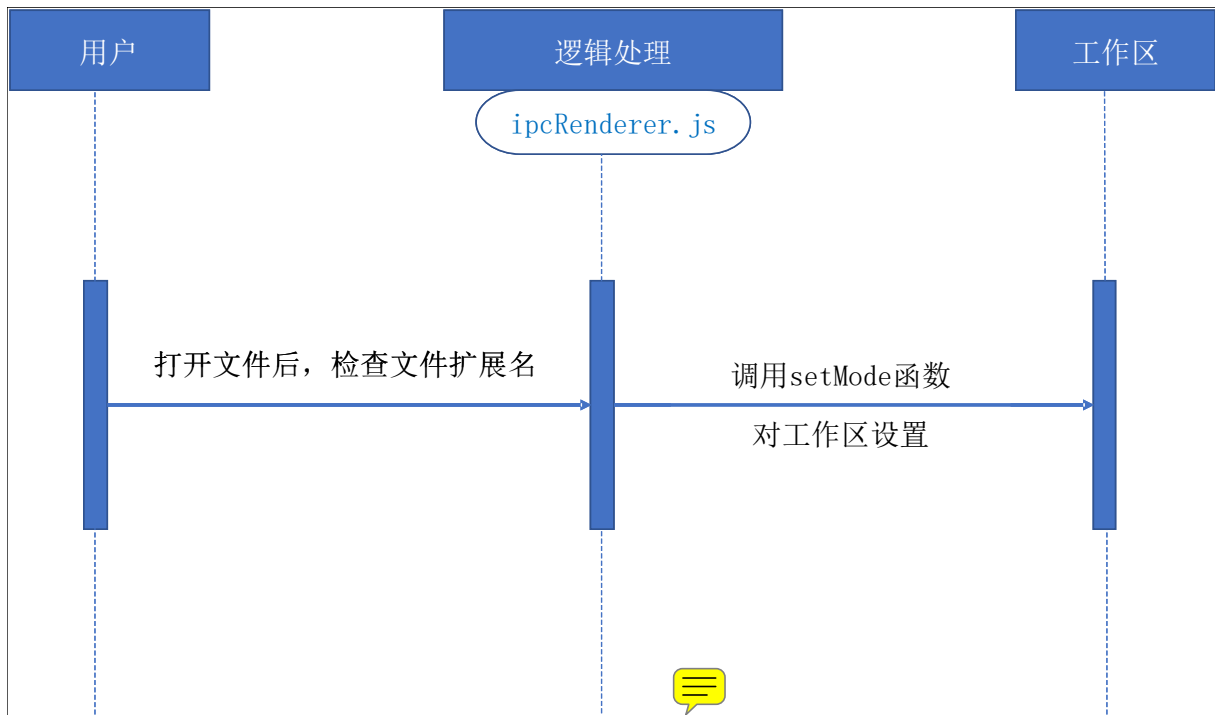 用户
逻辑处理
工作区
ipcRenderer.js
打开文件后，检查文件扩展名
调用setMode函数
对工作区设置